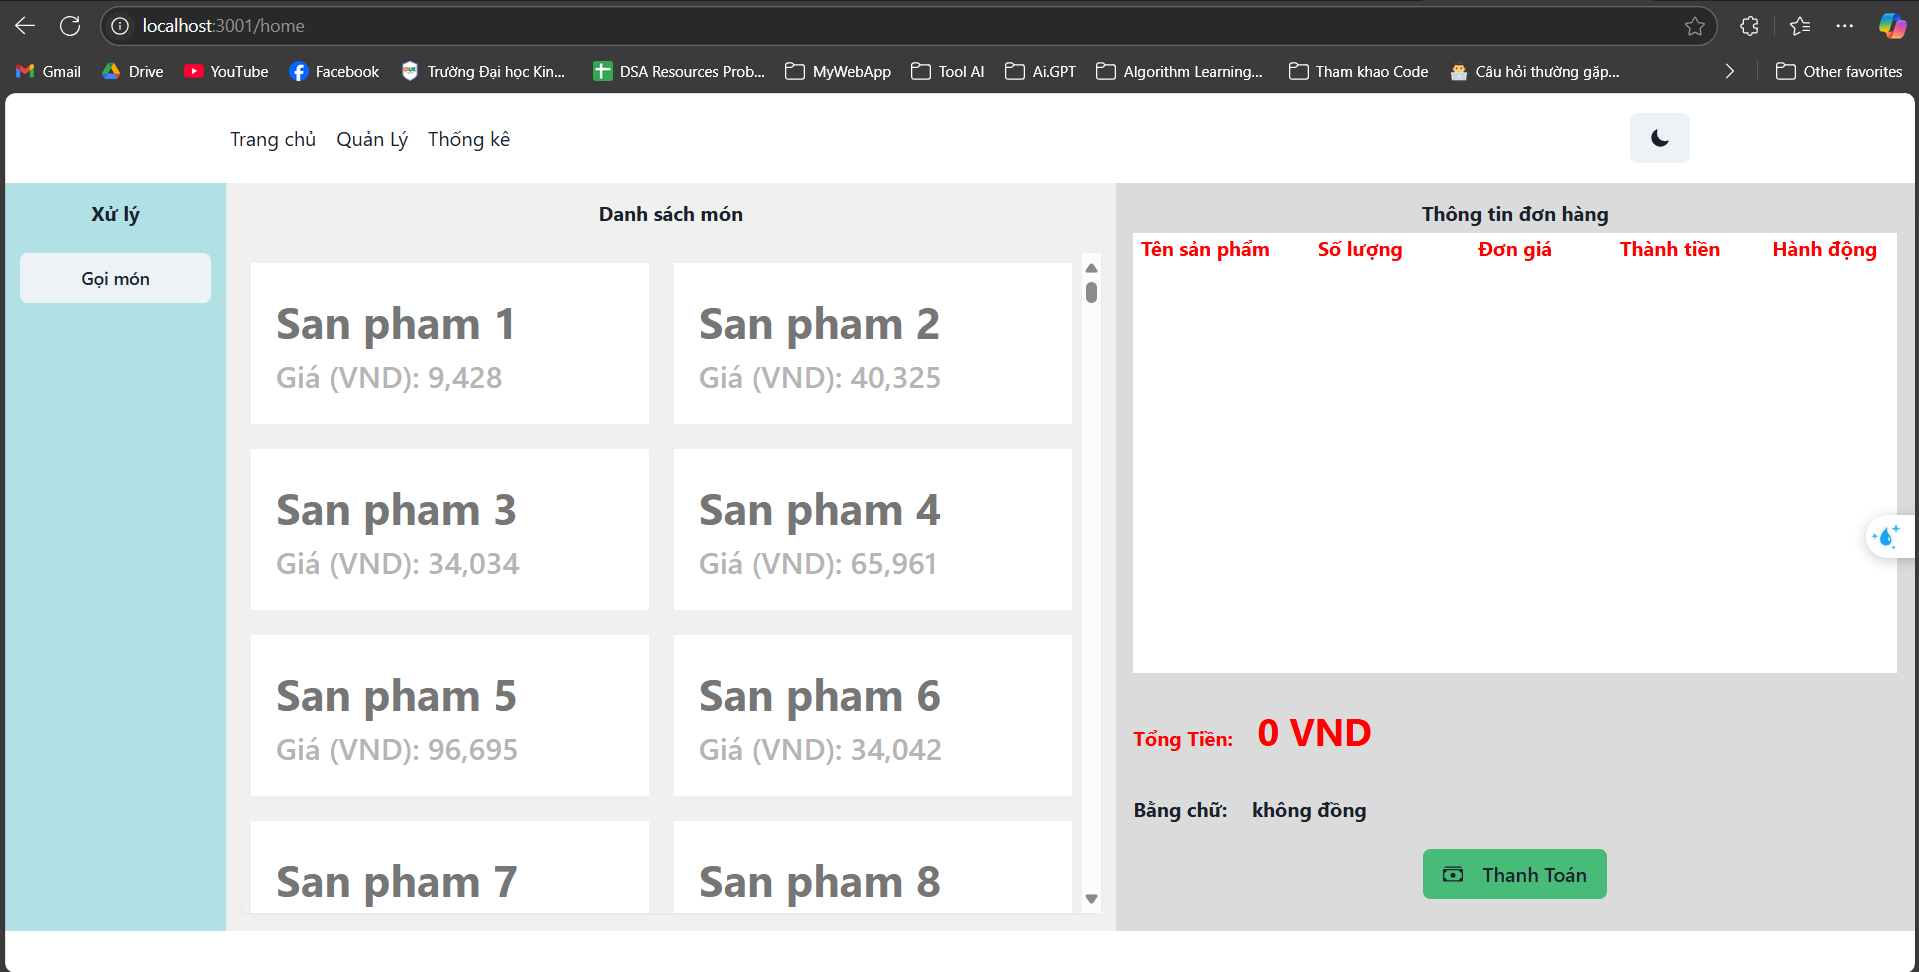 localhost:3001/home
Gmail
Drive
YouTube
Facebook
Trường Đại học Kin...
DSA Resources Prob...
MyWebApp
Tool AI
Ai.GPT
Algorithm Learning...
Tham khao Code
Câu hỏi thường gặp...
Other favorites
Trang chủ Quản Lý Thống kê
Xử lý
Gọi món
Danh sách món
San pham 1
Giá (VND): 9,428
San pham 2
Giá (VND): 40,325
San pham 3
Giá (VND): 34,034
San pham 4
Giá (VND): 65,961
San pham 5
Giá (VND): 96,695
San pham 6
Giá (VND): 34,042
San pham 7
San pham 8
Thông tin đơn hàng
Tên sản phẩm Số lượng Đơn giá Thành tiền Hành động
Tổng Tiền: 0 VND
Bằng chữ: không đồng
Thanh Toán